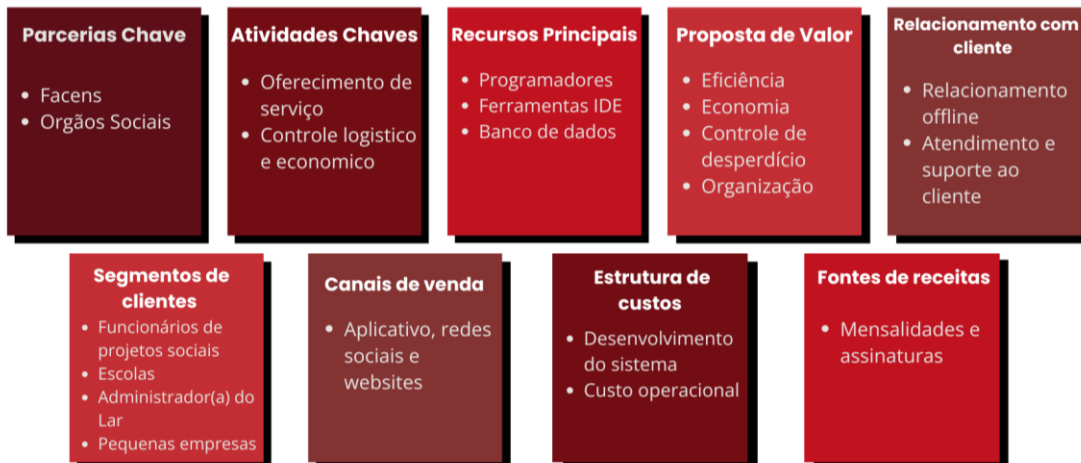 Parcerias Chave
• Facens
• Orgãos Sociais
Atividades Chaves
• Oferecimento de
serviço
• Controle logistico
e economico
Recursos Principais
• Programadores
• Ferramentas IDE
• Banco de dados
Proposta de Valor
• Eficiência
• Economia
• Controle de
desperdício
• Organização
Relacionamento com
cliente
• Relacionamento
offline
• Atendimento e
suporte ao
cliente
Segmentos de
clientes
• Funcionários de
projetos sociais
• Escolas
• Administrador(a) do
Lar
• Pequenas empresas
Canais de venda
• Aplicativo, redes
sociais e
websites
Estrutura de
custos
• Desenvolvimento
do sistema
• Custo operacional
Fontes de receitas
• Mensalidades e
assinaturas